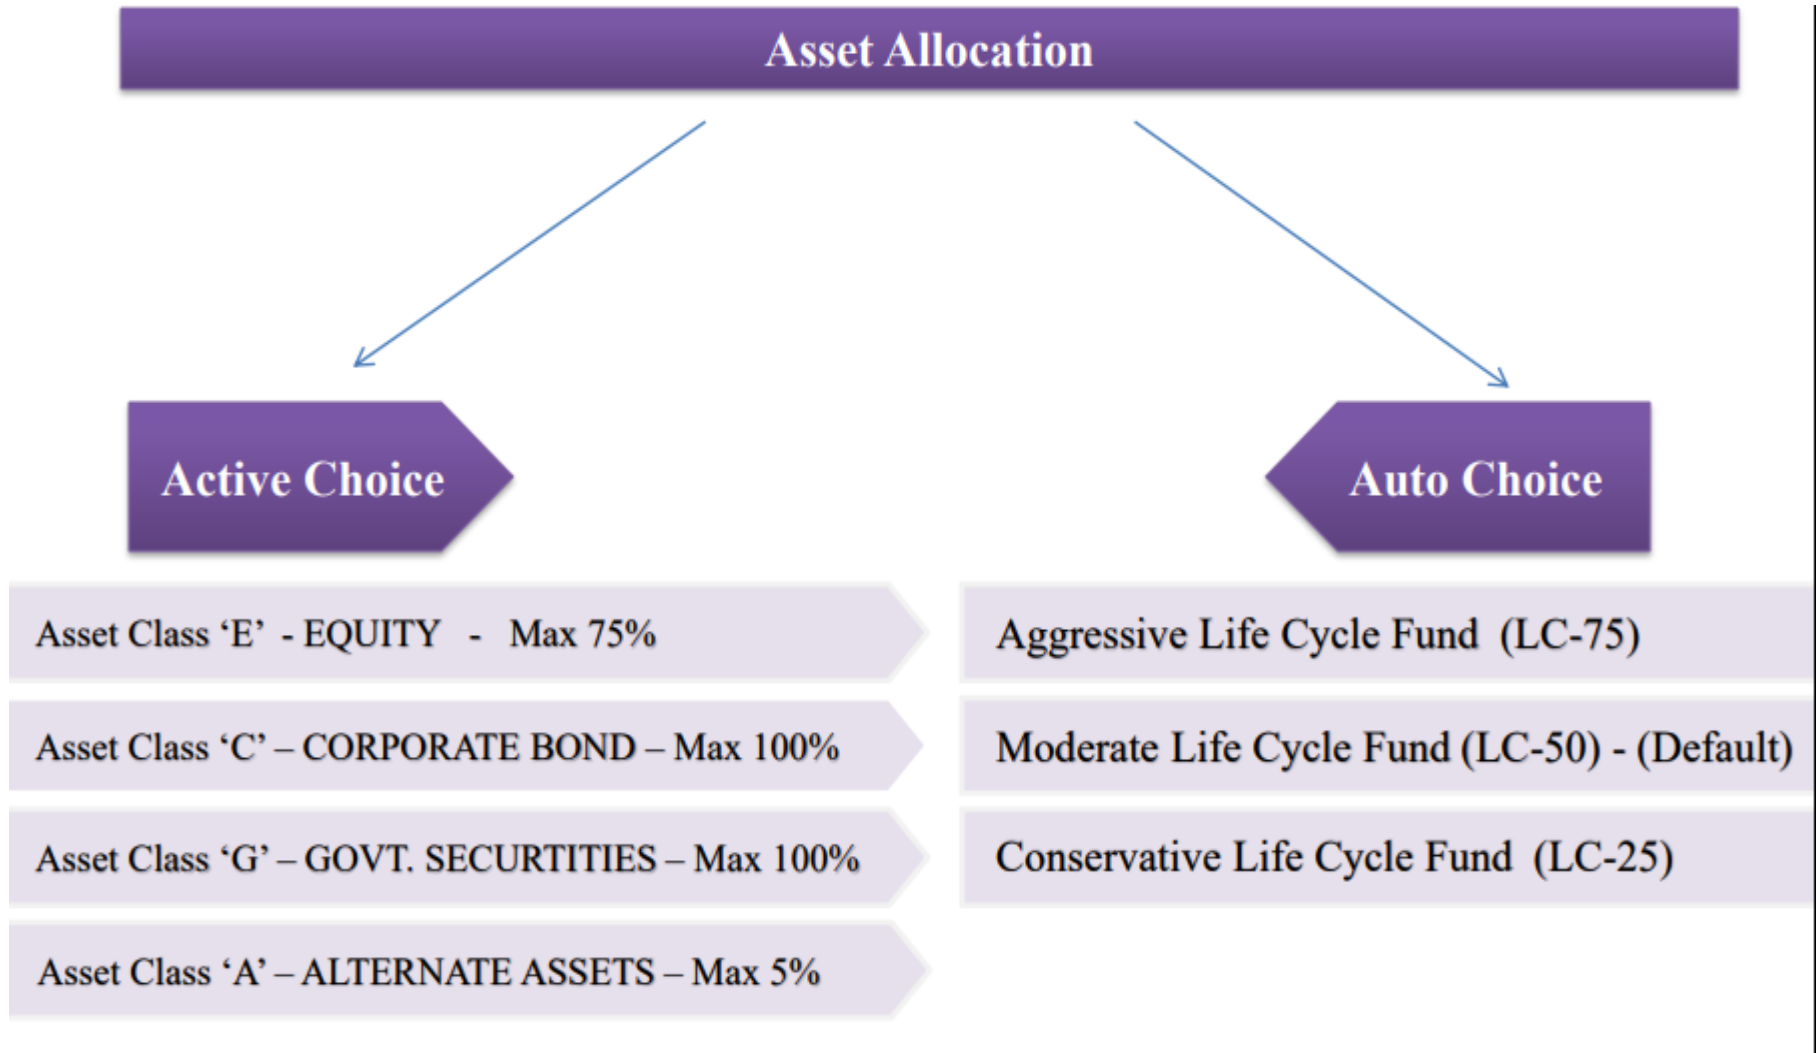 Asset Allocation
Active Choice
Asset Class ‘E’ - EQUITY - Max 75%
Asset Class ‘C’ – CORPORATE BOND – Max 100%
Asset Class ‘G’ – GOVT. SECURTITIES – Max 100%
Asset Class ‘A’ – ALTERNATE ASSETS – Max 5%
Auto Choice
Aggressive Life Cycle Fund (LC-75)
Moderate Life Cycle Fund (LC-50) - (Default)
Conservative Life Cycle Fund (LC-25)